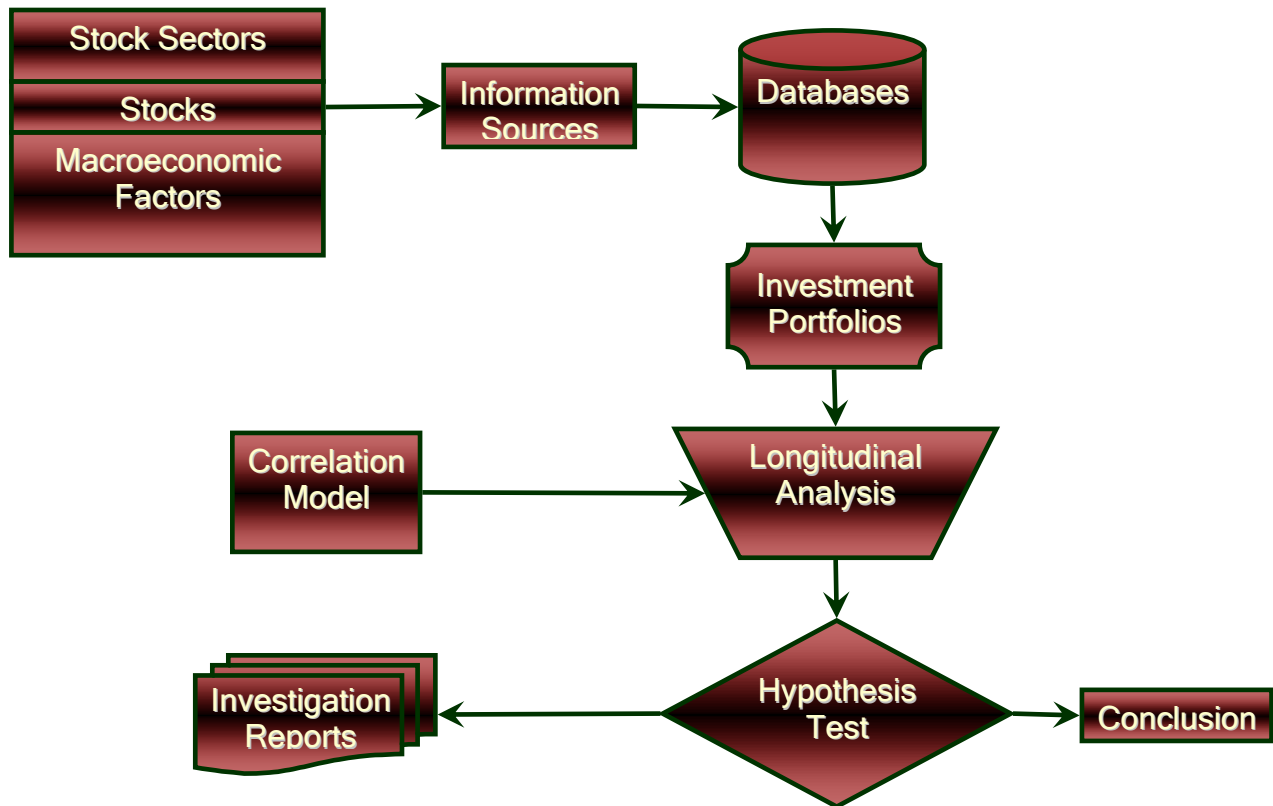 Stock Sectors
Stocks
Macroeconomic
Factors
Information
Sources
Databases
Investment
Portfolios
Correlation
Model
Longitudinal
Analysis
Hypothesis
Test
Investigation
Reports
Conclusion